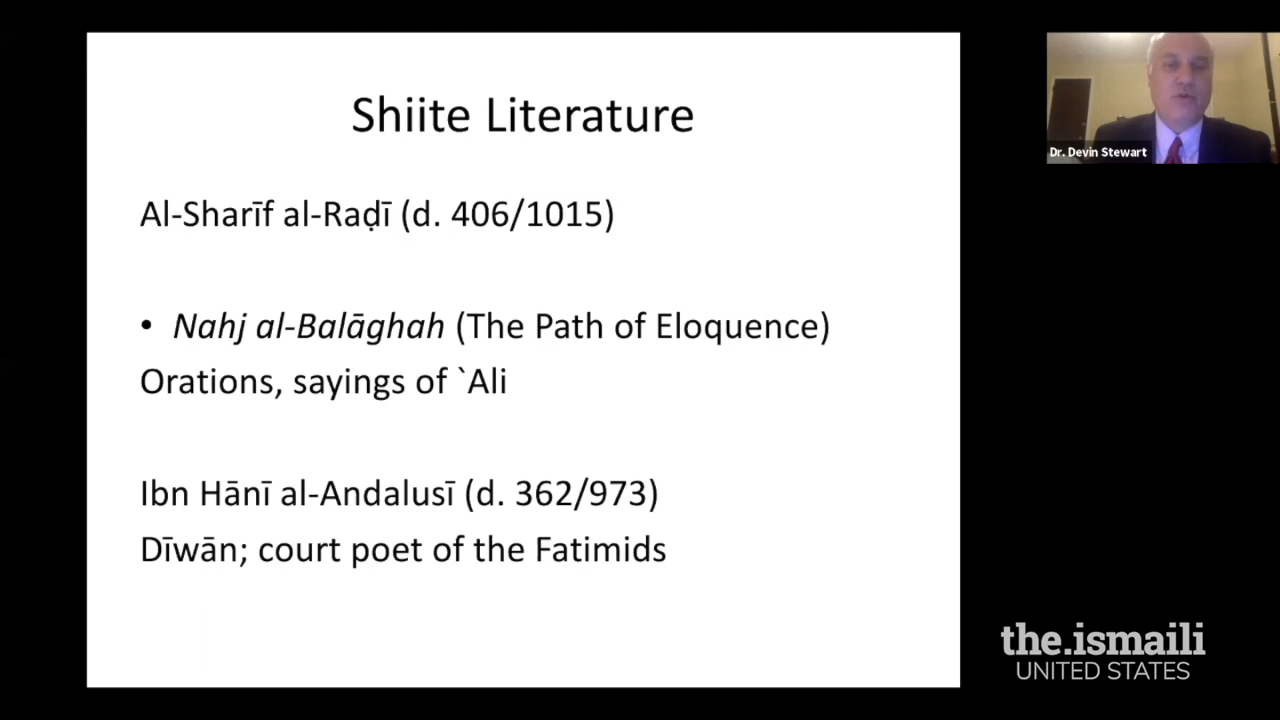 Shiite Literature
Dr. Devin Stewart
Al-Sharīf al-Raḍī (d. 406/1015)
• Nahj al-Balāghah (The Path of Eloquence)
Orations, sayings of `Ali
Ibn Hānī al-Andalusī (d. 362/973)
Dīwān; court poet of the Fatimids
the.ismaili
UNITED STATES